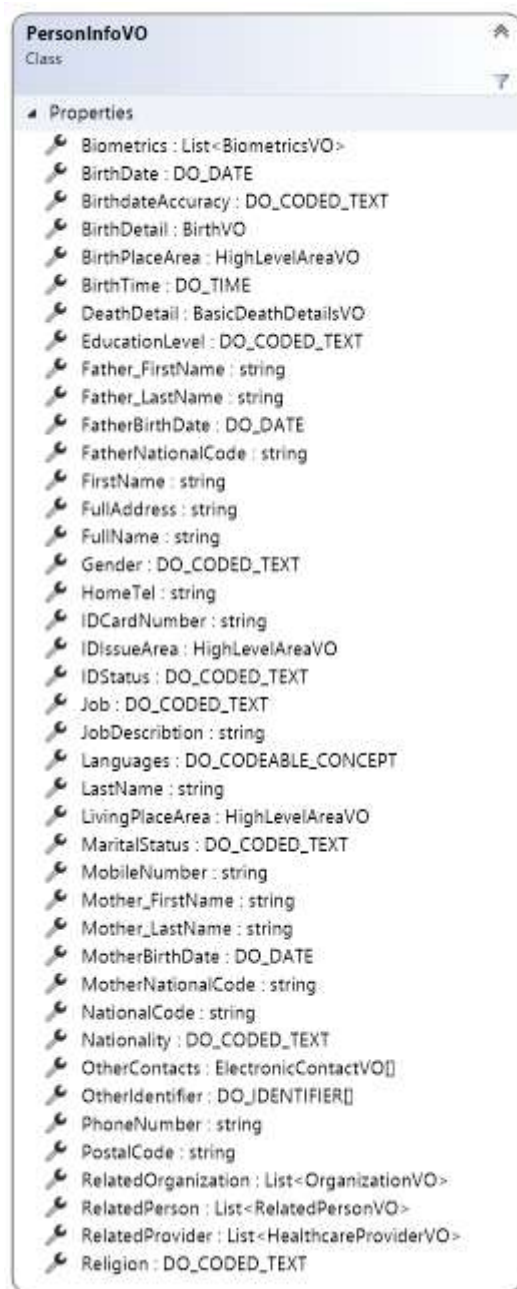 PersonInfoVO
Class
Properties
Biometrics : List<BiometricsVO>
BirthDate : DO_DATE
BirthdateAccuracy : DO_CODED_TEXT
BirthDetail : BirthVO
BirthPlaceArea : HighLevelAreaVO
BirthTime : DO_TIME
DeathDetail : BasicDeathDetailsVO
EducationLevel : DO_CODED_TEXT
Father_FirstName : string
Father_LastName : string
FatherBirthDate : DO_DATE
FatherNationalCode : string
FirstName : string
FullAddress : string
FullName : string
Gender : DO_CODED_TEXT
HomeTel : string
IDCardNumber : string
IDIssueArea : HighLevelAreaVO
IDStatus : DO_CODED_TEXT
Job : DO_CODED_TEXT
JobDescribtion : string
Languages : DO_CODEABLE_CONCEPT
LastName : string
LivingPlaceArea : HighLevelAreaVO
MaritalStatus : DO_CODED_TEXT
MobileNumber : string
Mother_FirstName : string
Mother_LastName : string
MotherBirthDate : DO_DATE
MotherNationalCode : string
NationalCode : string
Nationality : DO_CODED_TEXT
OtherContacts : ElectronicContactVO[]
OtherIdentifier : DO_IDENTIFIER[]
PhoneNumber : string
PostalCode : string
RelatedOrganization : List<OrganizationVO>
RelatedPerson : List<RelatedPersonVO>
RelatedProvider : List<HealthcareProviderVO>
Religion : DO_CODED_TEXT